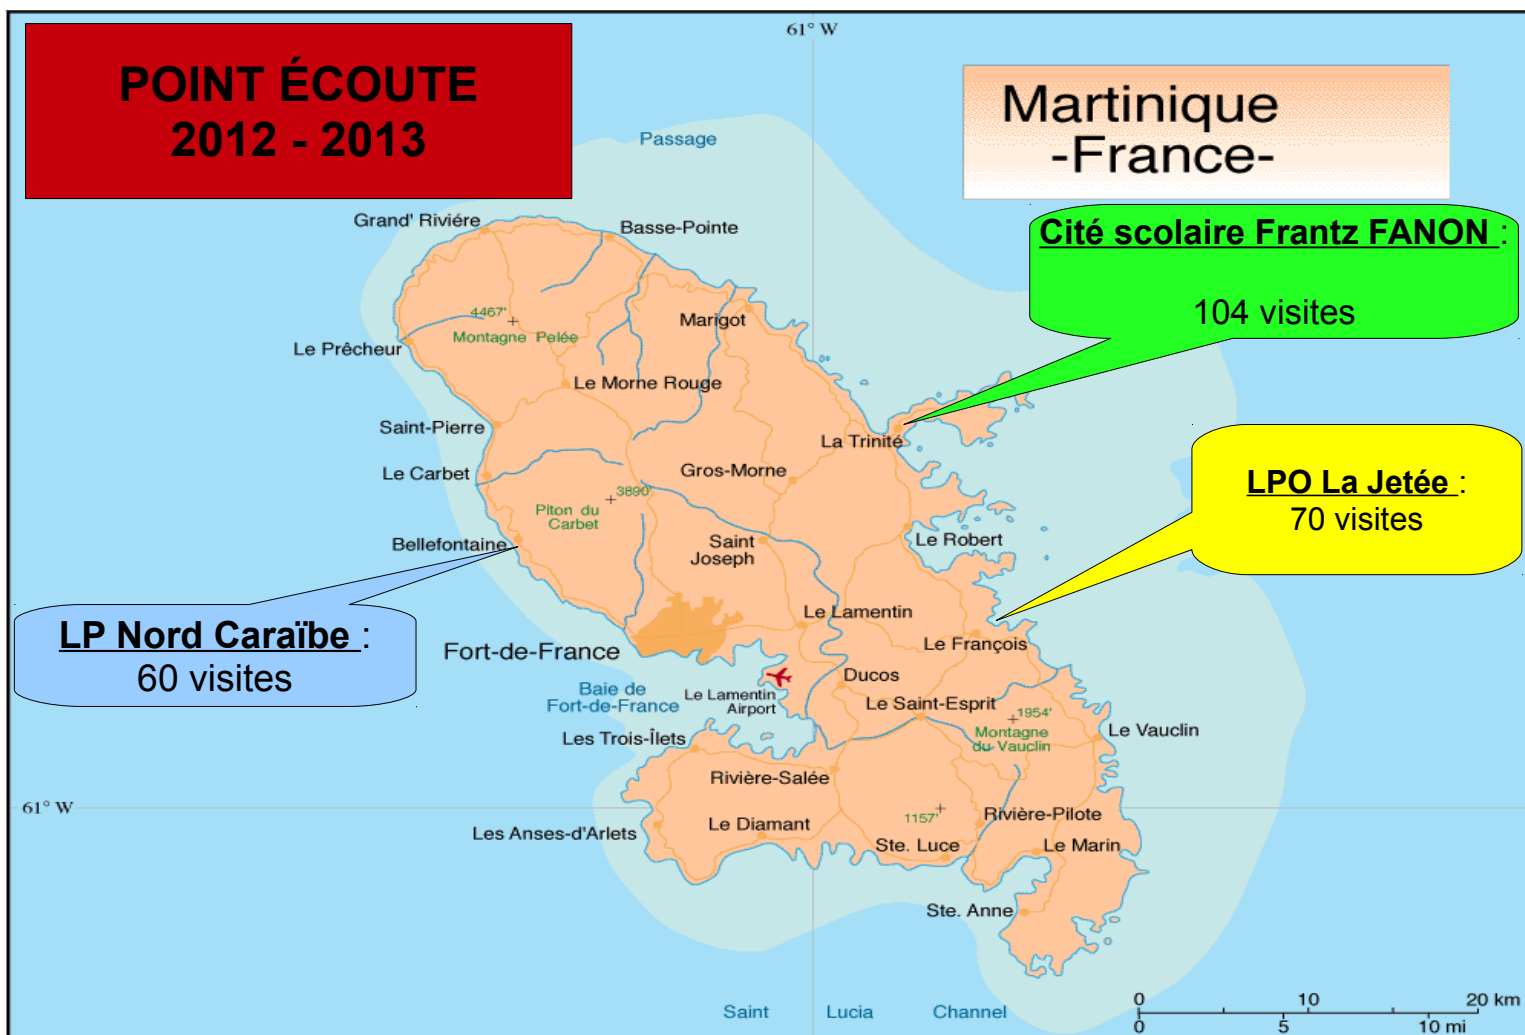 61° W
POINT ÉCOUTE
2012 - 2013
Martinique
-France-
Passage
Grand' Riviére
Basse-Pointe
Cité scolaire Frantz FANON :
104 visites
4467'
Montagne Pelée
Marigot
Le Prêcheur
Le Morne Rouge
Saint-Pierre
La Trinité
Le Carbet
Gros-Morne
LPO La Jetée :
70 visites
3890'
Piton du
Carbet
Bellefontaine
Saint
Joseph
Le Robert
LP Nord Caraïbe :
60 visites
Le Lamentin
Le François
Fort-de-France
Baie de
Fort-de-France
Le Lamentin
Airport
Ducos
Le Saint-Esprit
1954'
Montagne
du Vauclin
Le Vauclin
Les Trois-Îlets
Rivière-Salée
61° W
1157'
Rivière-Pilote
Les Anses-d'Arlets
Le Diamant
Ste. Luce
Le Marin
Ste. Anne
Saint Lucia Channel
0 10 20 km
0 5 10 mi